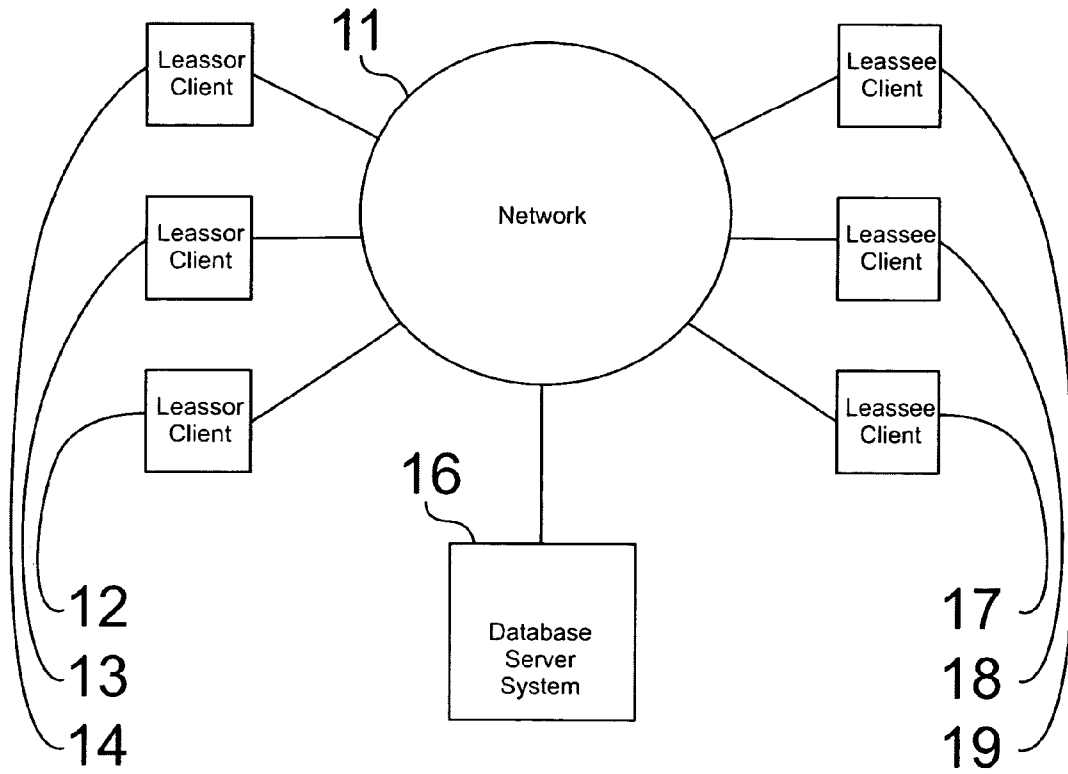 11
Leassor
Client
Leassee
Client
Network
Leassor
Client
Leassee
Client
Leassor
Client
Leassee
Client
16
Database
Server
System
12
13
14
17
18
19